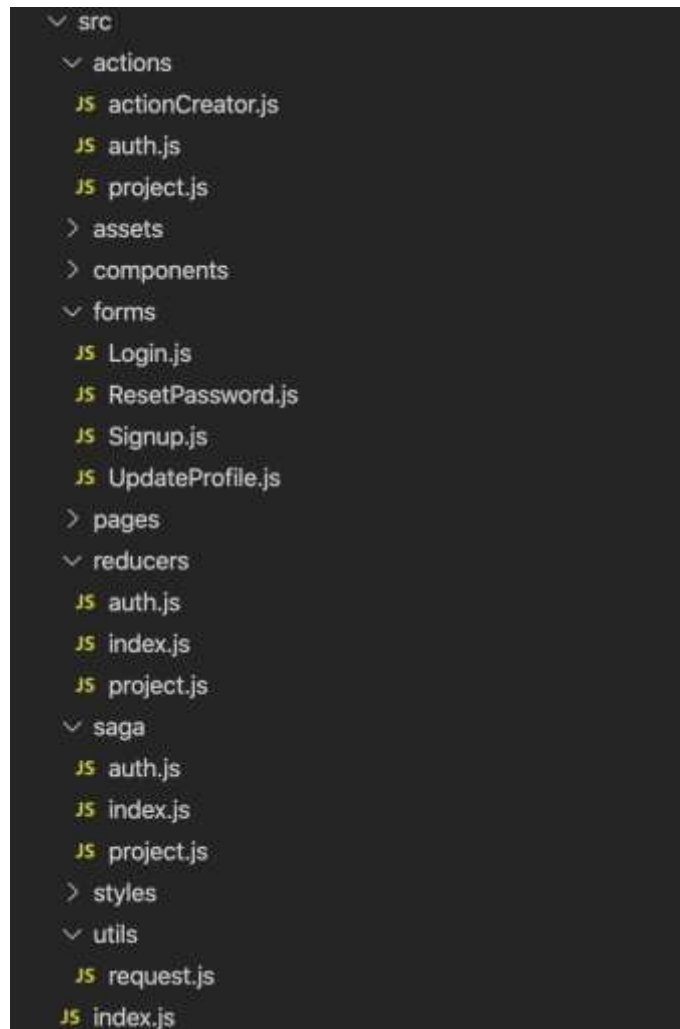 src
actions
JS actionCreator.js
JS auth.js
JS project.js
assets
components
forms
JS Login.js
JS ResetPassword.js
JS Signup.js
JS UpdateProfile.js
pages
reducers
JS auth.js
JS index.js
JS project.js
saga
JS auth.js
JS index.js
JS project.js
styles
utils
JS request.js
JS index.js